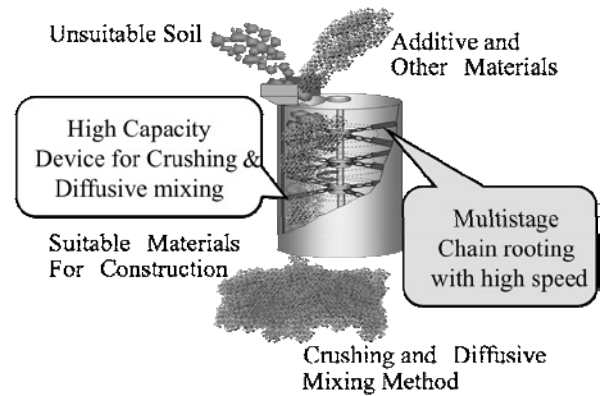 Unsuitable Soil
Additive and
Other Materials
High Capacity
Device for Crushing &
Diffusive mixing
Suitable Materials
For Construction
Multistage
Chain rooting
with high speed
Crushing and Diffusive
Mixing Method